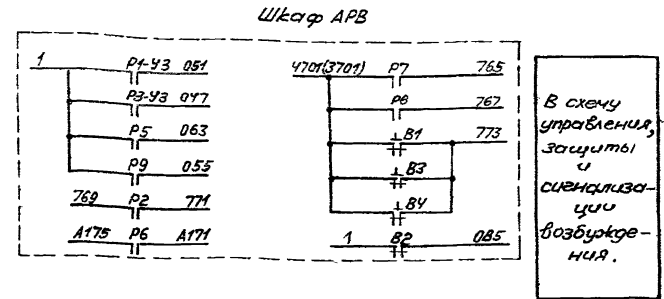 Шкаф АРВ
1 Р1-У3 051
Р3-У3 047
Р5 063
Р9 055
769 Р2 771
А175 Р6 А171
4701(3701) Р7 765
Р8 767
В1 773
В3
В4
1 В2 085
В схему
управления,
защиты
и
сигнализа-
ции
возбужде-
ния.